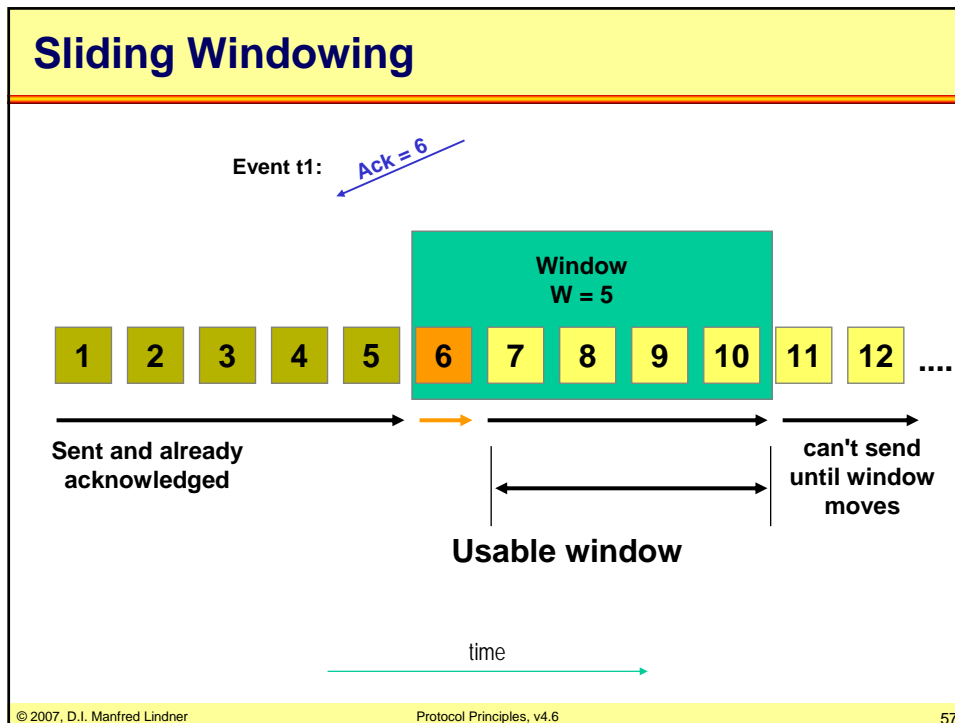 Sliding Windowing
Event t1:
Ack = 6
Window
W = 5
1 2 3 4 5 6 7 8 9 10 11 12 ....
Sent and already
acknowledged
can't send
until window
moves
Usable window
time
© 2007, D.I. Manfred Lindner
Protocol Principles, v4.6
57